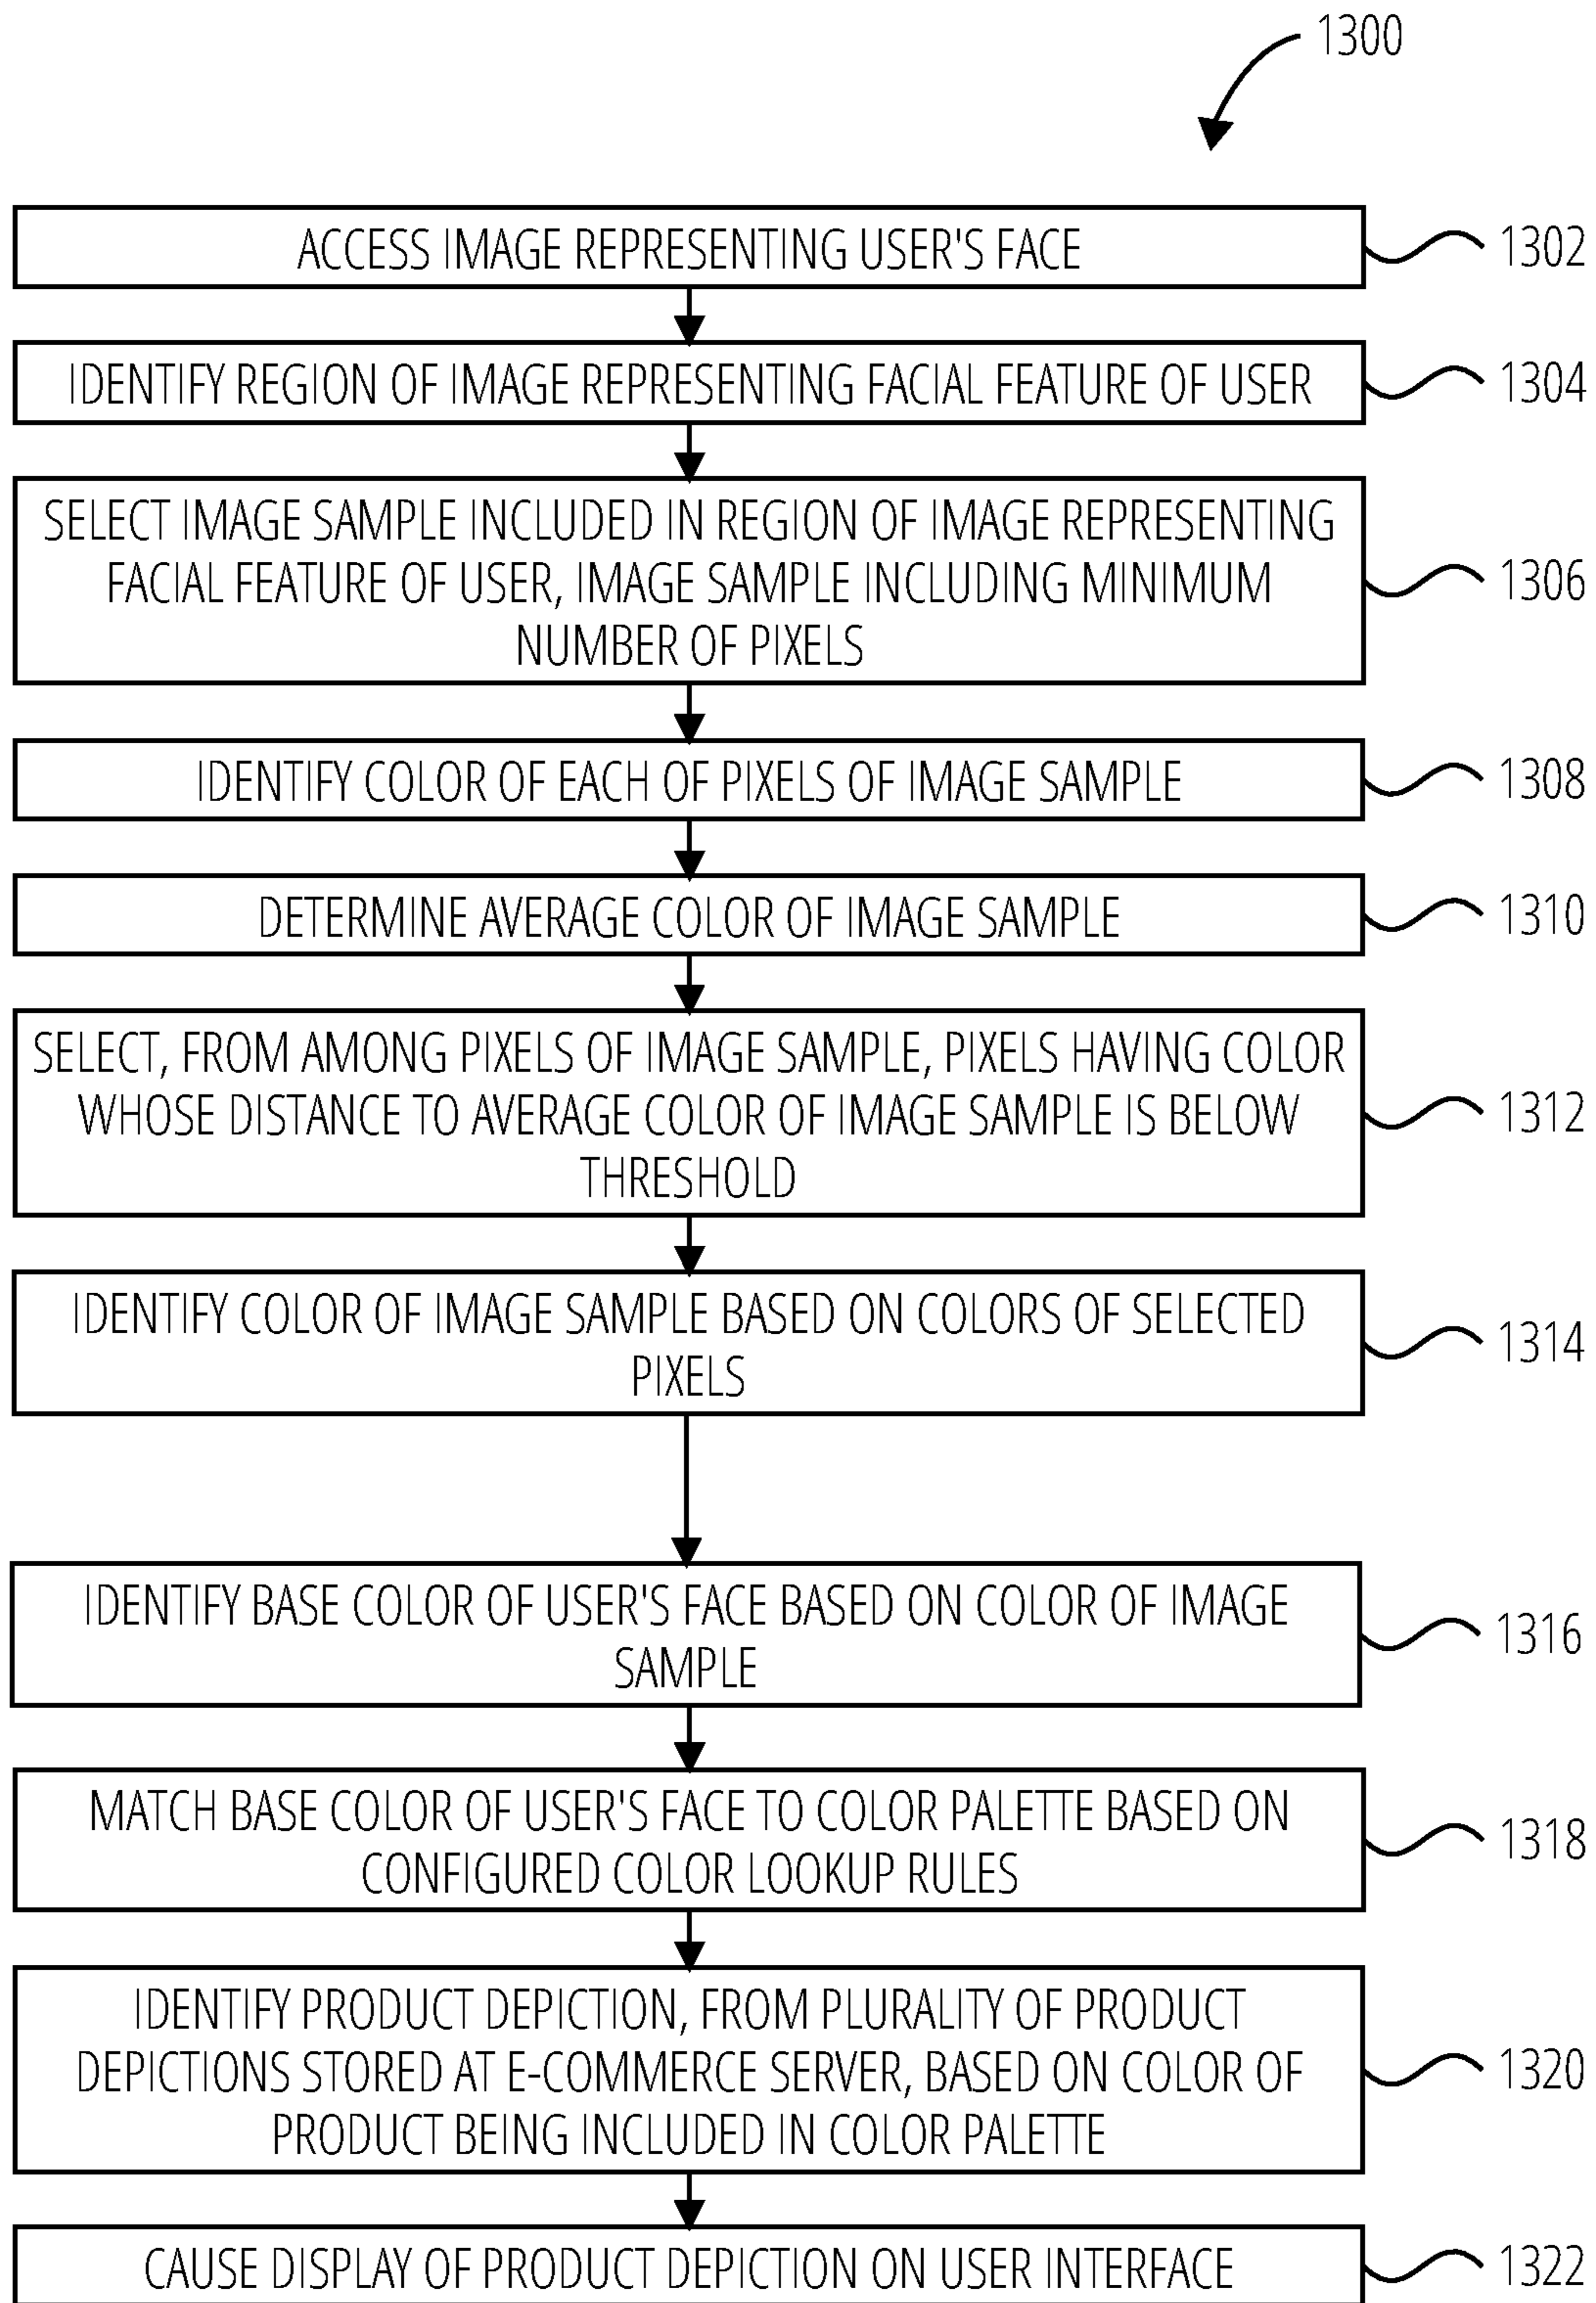 1300
ACCESS IMAGE REPRESENTING USER'S FACE
1302
IDENTIFY REGION OF IMAGE REPRESENTING FACIAL FEATURE OF USER
1304
SELECT IMAGE SAMPLE INCLUDED IN REGION OF IMAGE REPRESENTING
FACIAL FEATURE OF USER, IMAGE SAMPLE INCLUDING MINIMUM
NUMBER OF PIXELS
1306
IDENTIFY COLOR OF EACH OF PIXELS OF IMAGE SAMPLE
1308
DETERMINE AVERAGE COLOR OF IMAGE SAMPLE
1310
SELECT, FROM AMONG PIXELS OF IMAGE SAMPLE, PIXELS HAVING COLOR
WHOSE DISTANCE TO AVERAGE COLOR OF IMAGE SAMPLE IS BELOW
THRESHOLD
1312
IDENTIFY COLOR OF IMAGE SAMPLE BASED ON COLORS OF SELECTED
PIXELS
1314
IDENTIFY BASE COLOR OF USER'S FACE BASED ON COLOR OF IMAGE
SAMPLE
1316
MATCH BASE COLOR OF USER'S FACE TO COLOR PALETTE BASED ON
CONFIGURED COLOR LOOKUP RULES
1318
IDENTIFY PRODUCT DEPICTION, FROM PLURALITY OF PRODUCT
DEPICTIONS STORED AT E-COMMERCE SERVER, BASED ON COLOR OF
PRODUCT BEING INCLUDED IN COLOR PALETTE
1320
CAUSE DISPLAY OF PRODUCT DEPICTION ON USER INTERFACE
1322